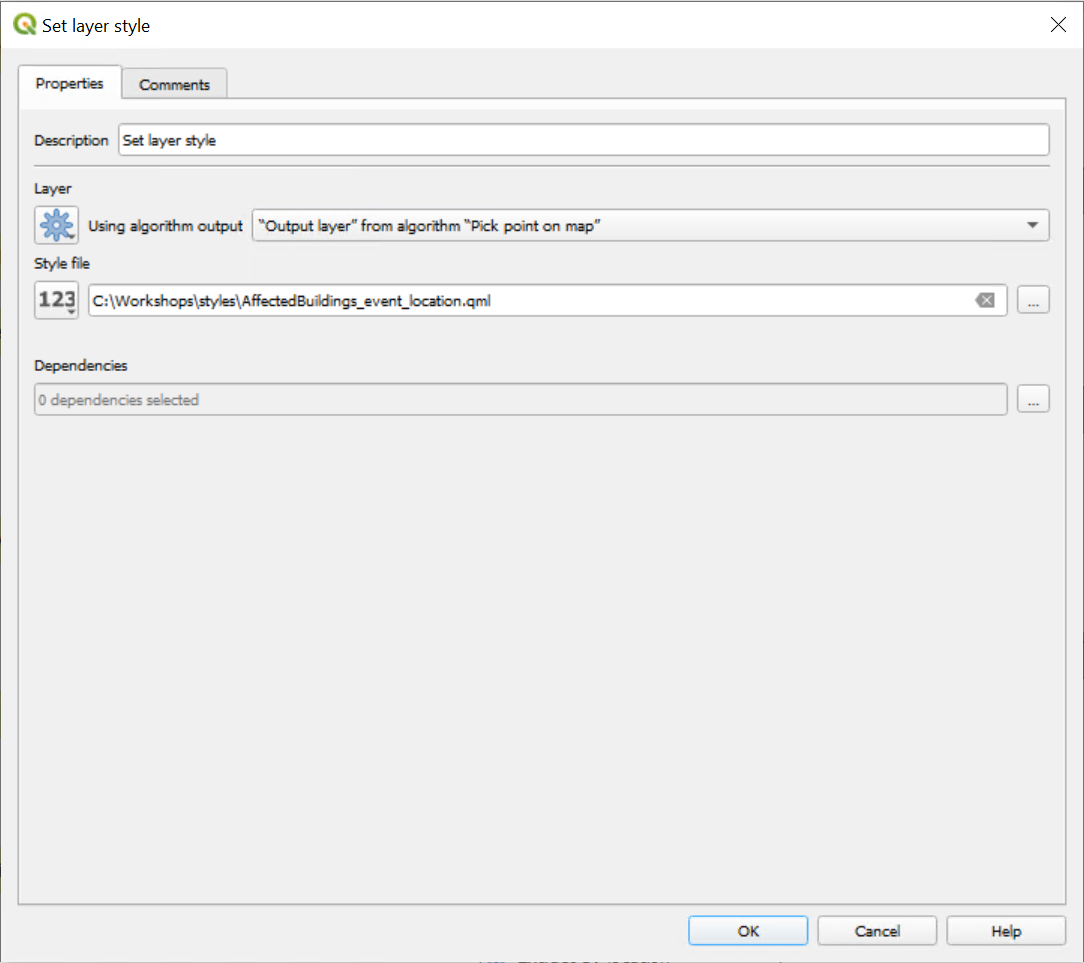 Set layer style
Properties
Comments
Description
Set layer style
Layer
Using algorithm output
“Output layer” from algorithm “Pick point on map”
Style file
123
C:\Workshops\styles\AffectedBuildings_event_location.qml
...
Dependencies
0 dependencies selected
...
OK
Cancel
Help